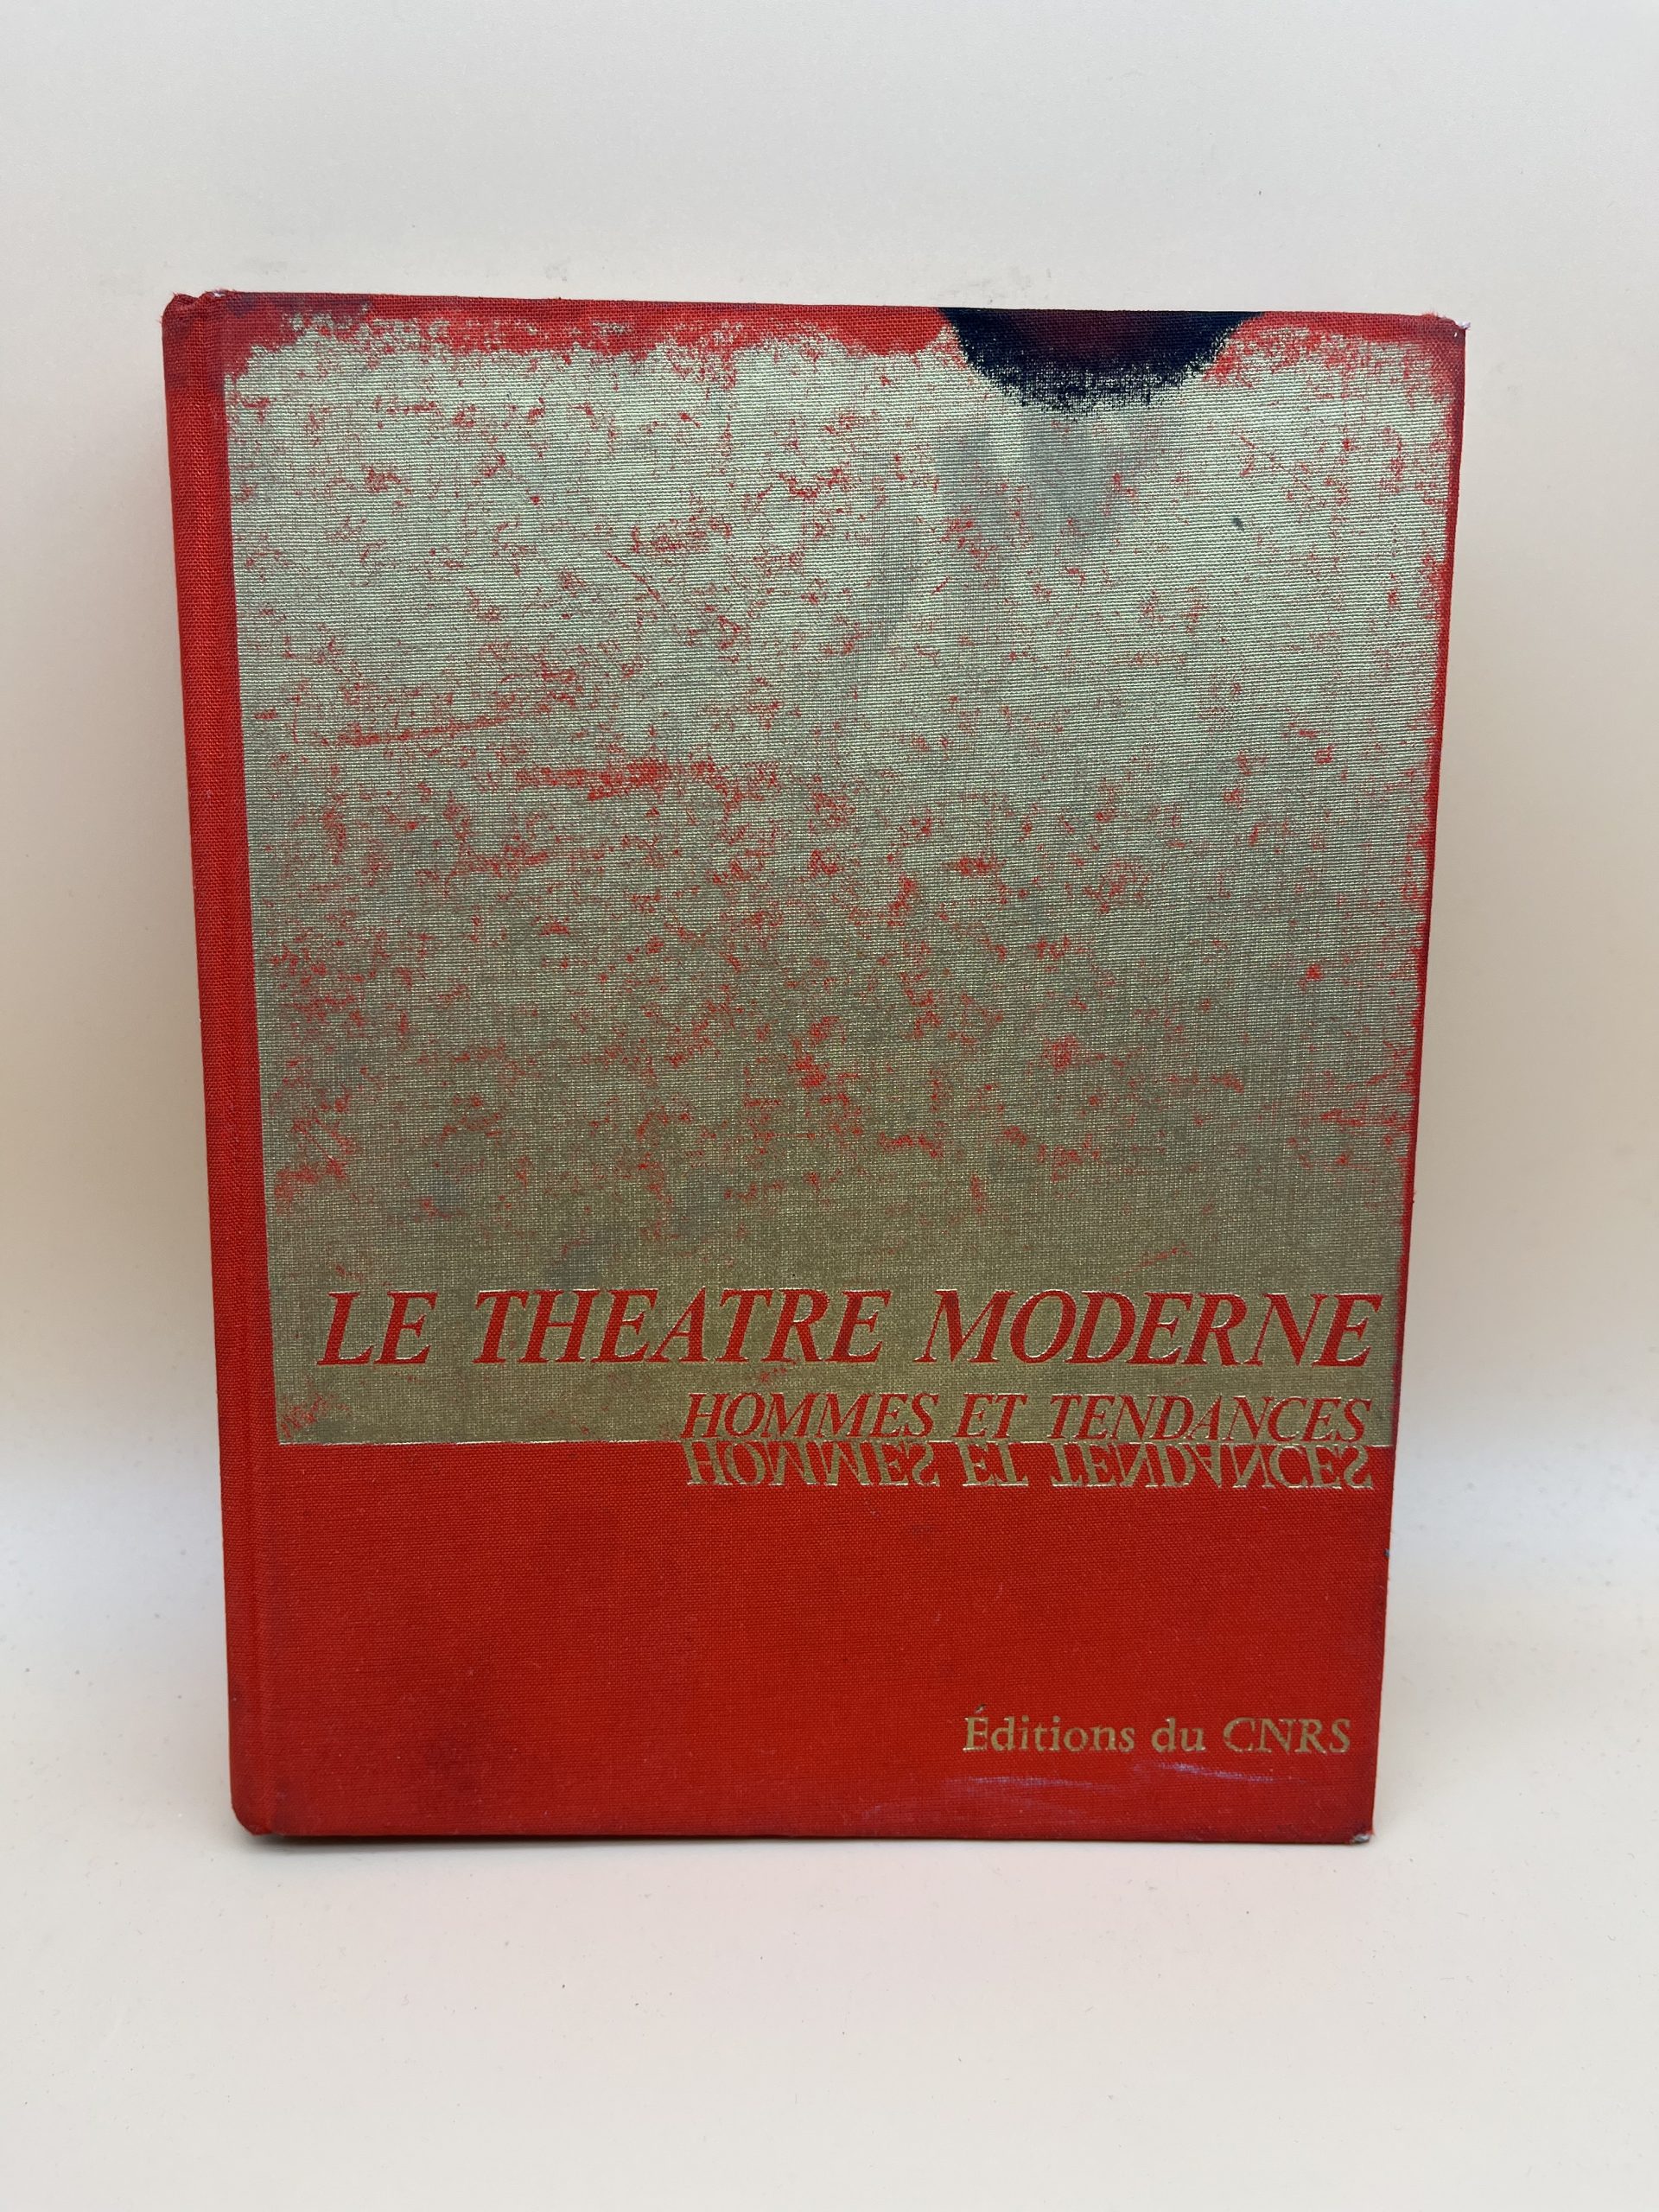 LE THEATRE MODERNE
HOMMES ET TENDANCES
HOMMES ET TENDANCES
Éditions du CNRS